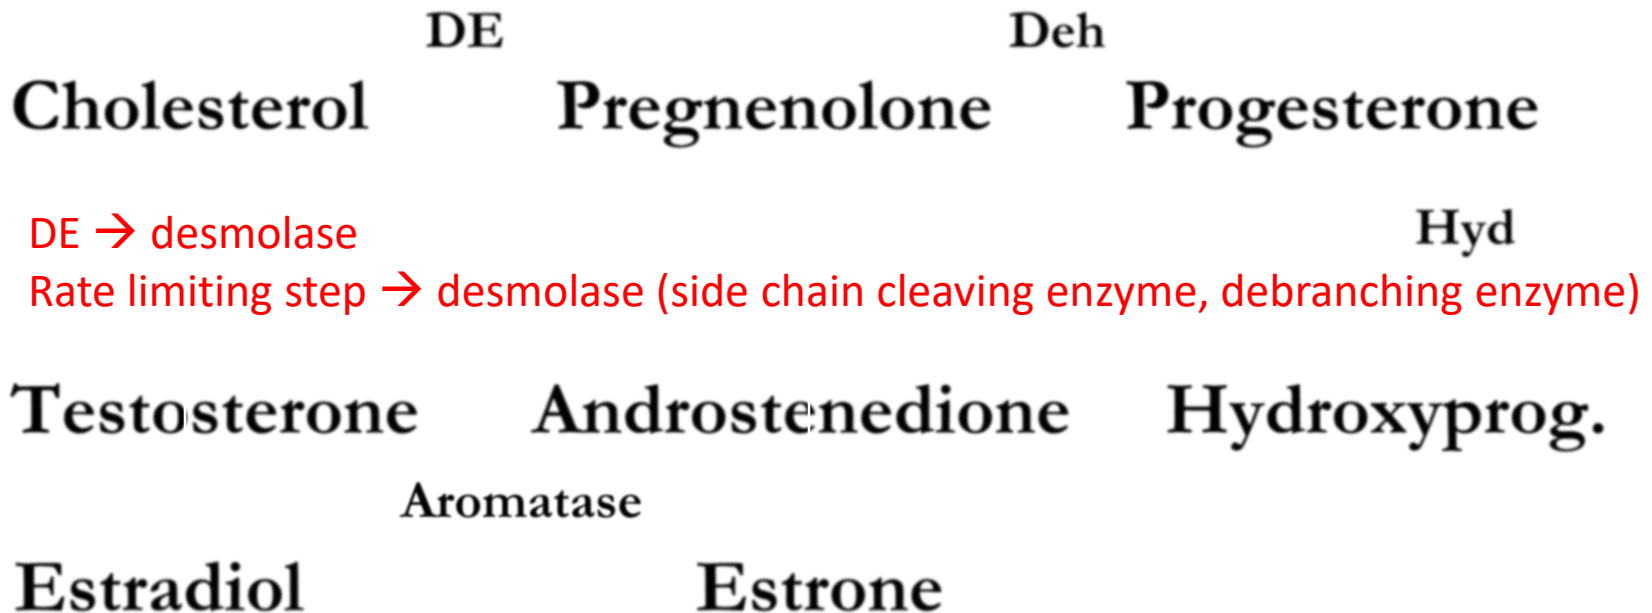 DE Deh
Cholesterol Pregnenolone Progesterone
DE → desmolase
Hyd
Rate limiting step → desmolase (side chain cleaving enzyme, debranching enzyme)
Testosterone Androstenedione Hydroxyprog.
Aromatase
Estradiol Estrone